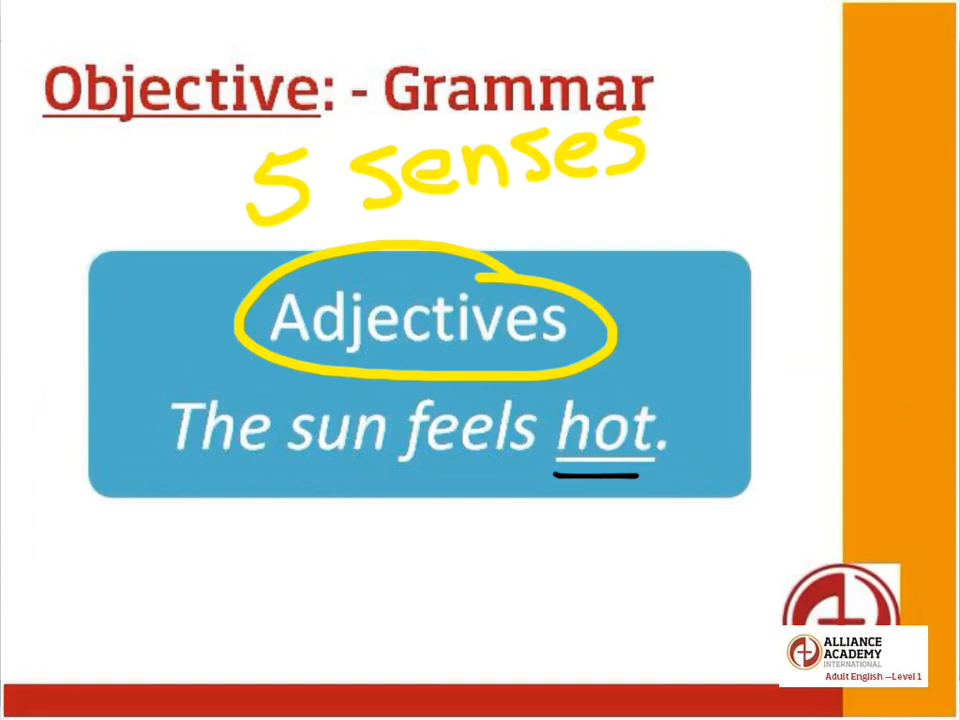 Objective: - Grammar
5 senses
Adjectives
The sun feels hot.
ALLIANCE
ACADEMY
INTERNATIONAL
Adult English –Level 1